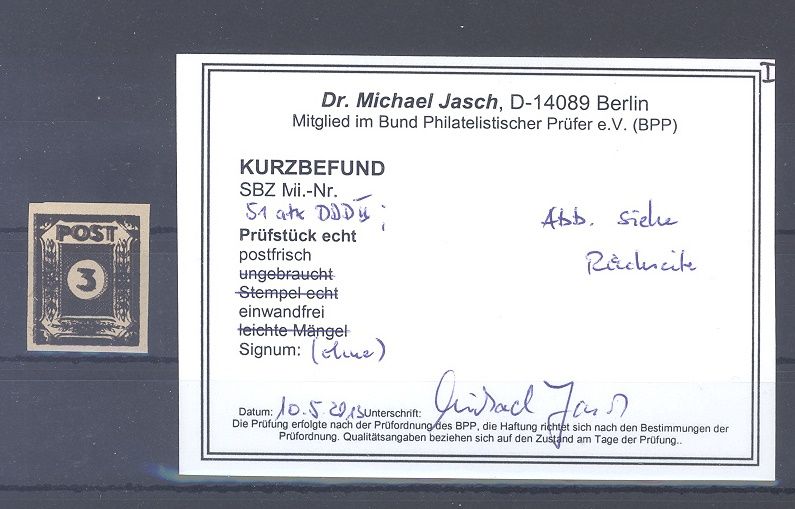 POST
3
I
Dr. Michael Jasch, D-14089 Berlin
Mitglied im Bund Philatelistischer Prüfer e.V. (BPP)
KURZBEFUND
SBZ Mi.-Nr.
51 atx DDD II;
Abb. siehe
Prüfstück echt
Rückseite
postfrisch
ungebraucht
Stempel echt
einwandfrei
leichte Mängel
Signum: (ohne)
Datum: 10.5.2013 Unterschrift: Michael Jasch
Die Prüfung erfolgte nach der Prüfordnung des BPP, die Haftung richtet sich nach den Bestimmungen der
Prüfordnung. Qualitätsangaben beziehen sich auf den Zustand am Tage der Prüfung..